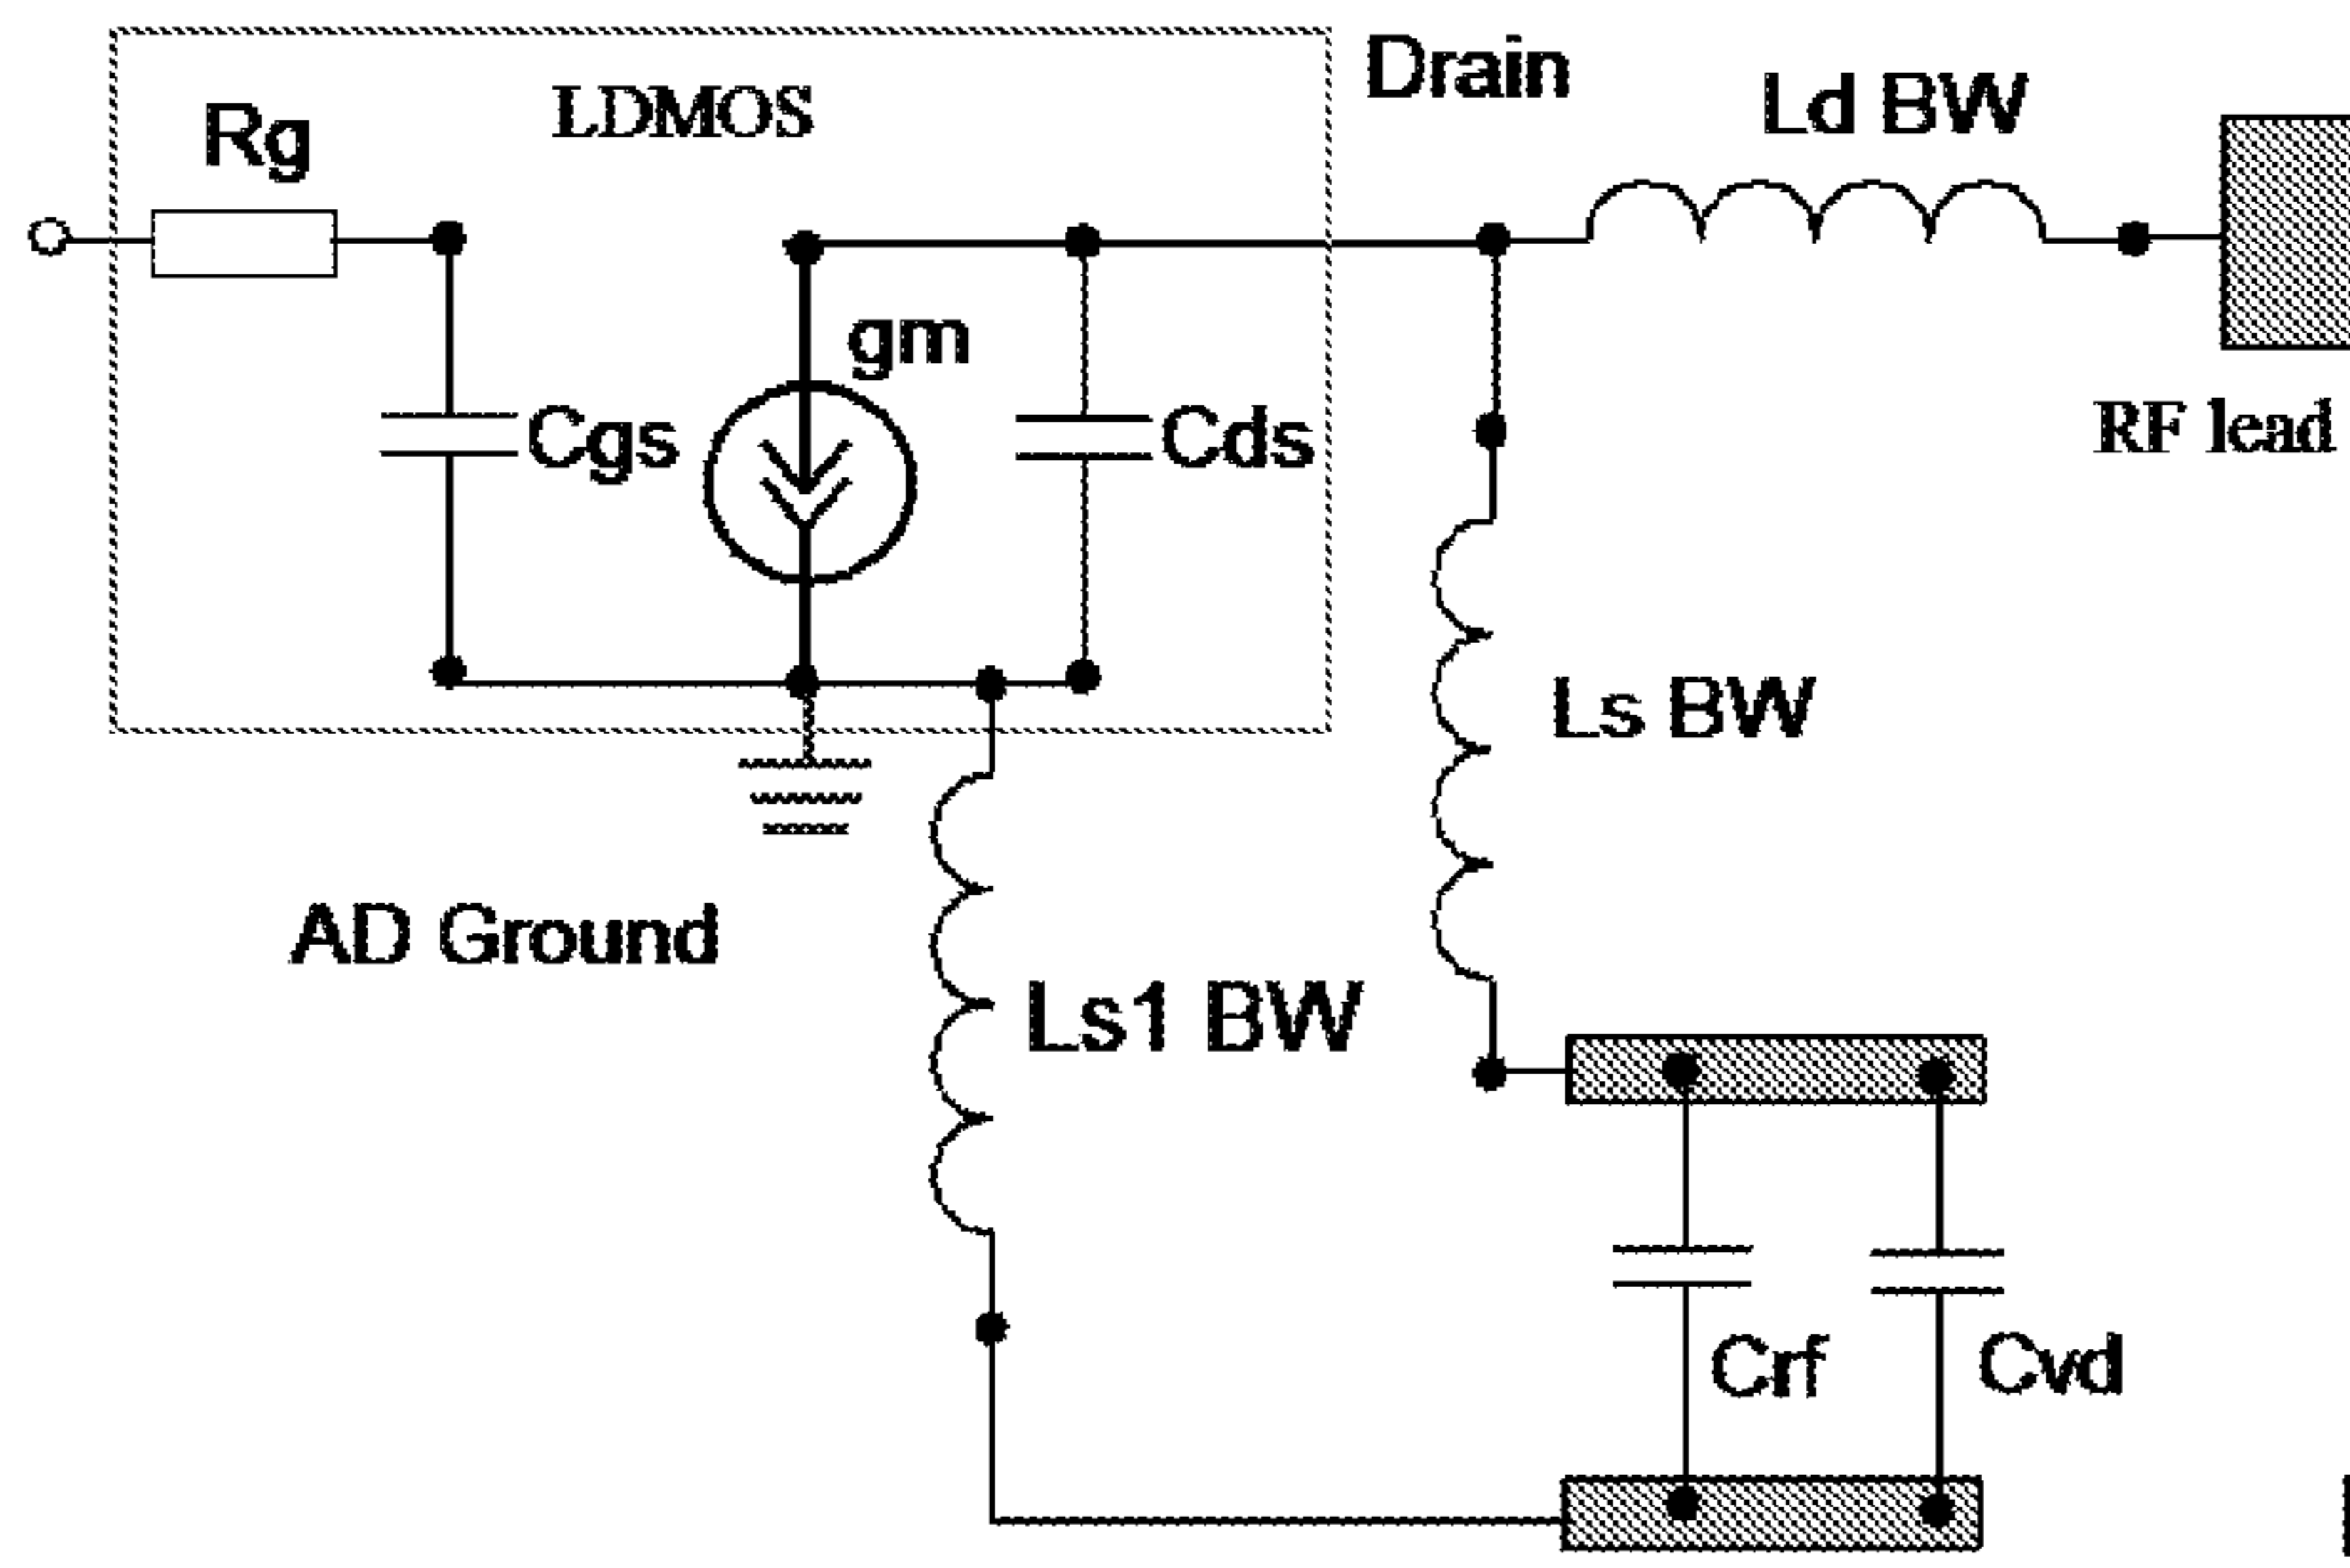 Drain
Ld BW
LDMOS
Rg
gm
Cgs
Cds
RF lead
Ls BW
AD Ground
Ls1 BW
Crf
Cvd